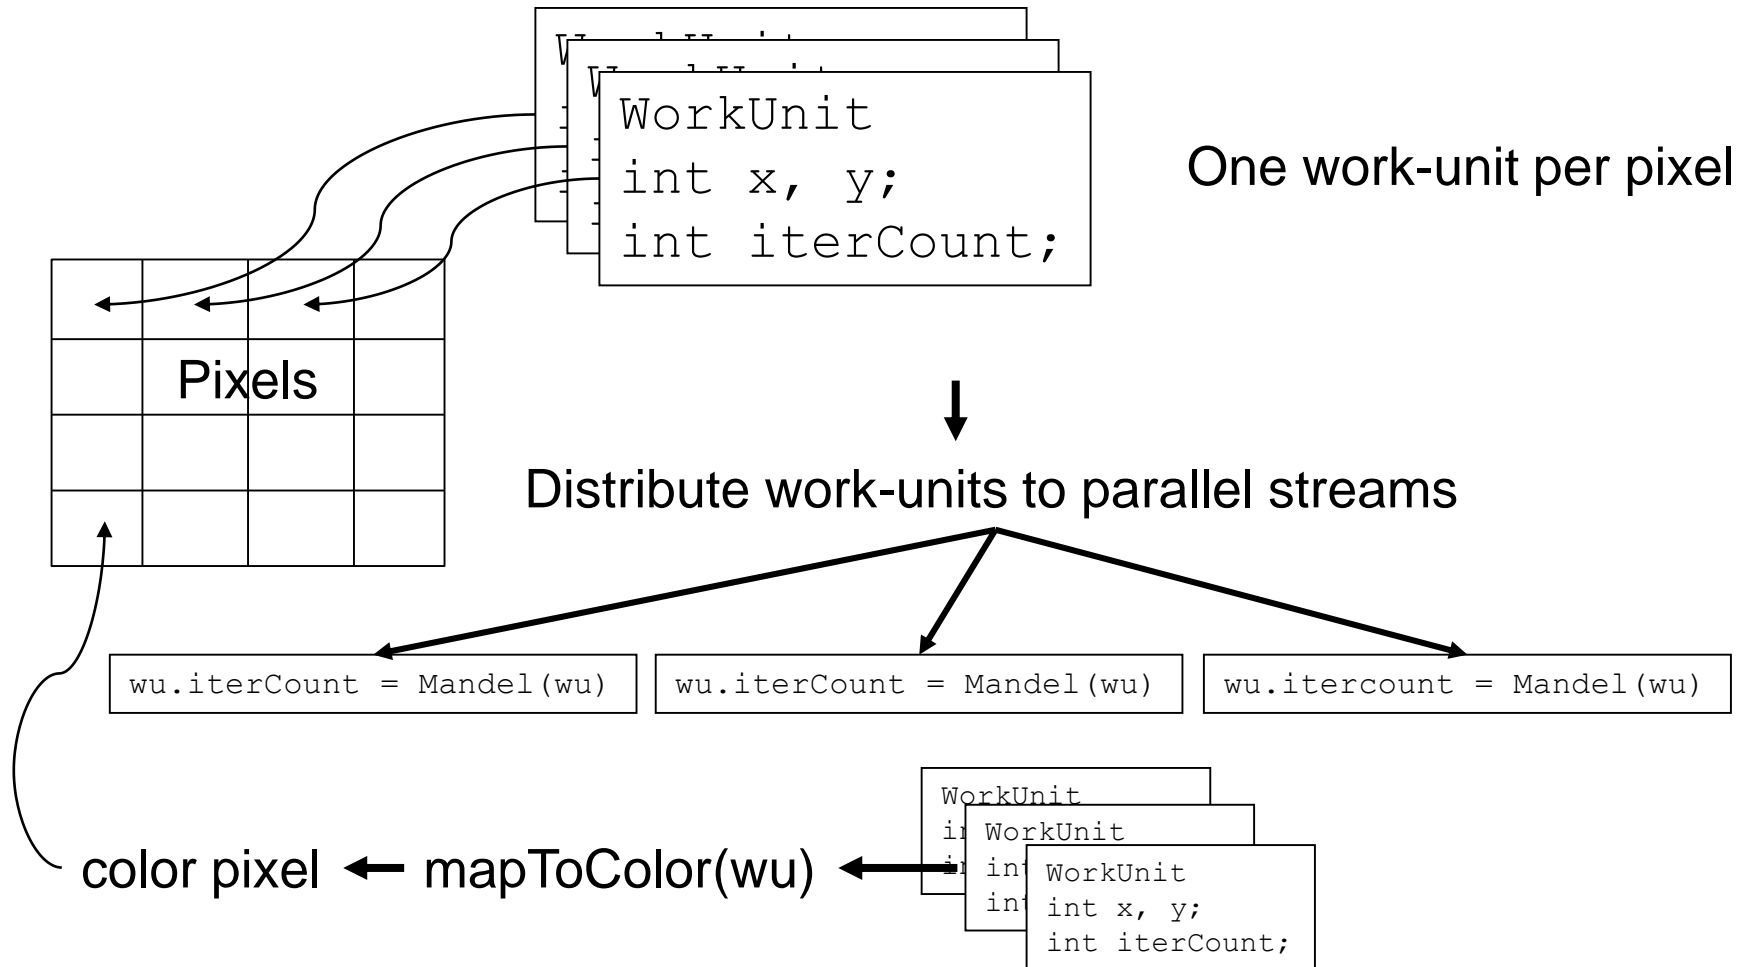 WorkUnit
int x, y;
int iterCount;
One work-unit per pixel
Pixels
Distribute work-units to parallel streams
wu.iterCount = Mandel(wu)
wu.iterCount = Mandel(wu)
wu.itercount = Mandel(wu)
WorkUnit
WorkUnit
int
int
WorkUnit
int x, y;
int iterCount;
color pixel
mapToColor(wu)